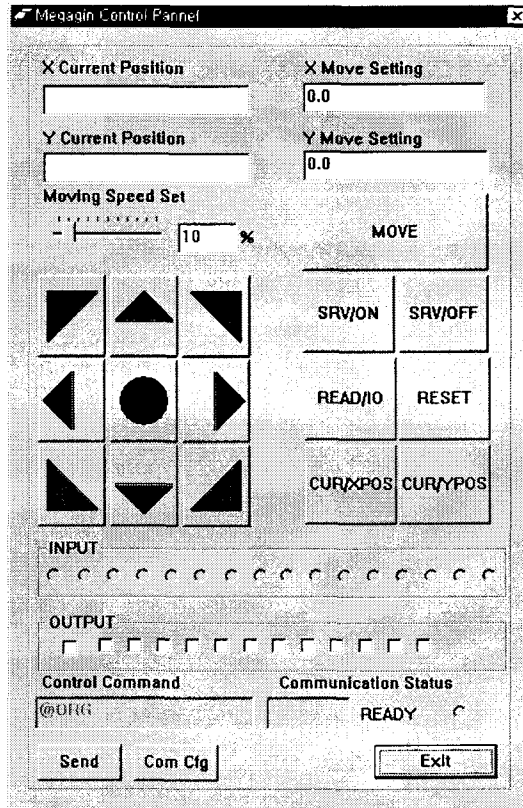 Megagin Control Pannel
X Current Position
X Move Setting
0.0
Y Current Position
Y Move Setting
0.0
Moving Speed Set
10 %
MOVE
SRV/ON SRV/OFF
READ/IO RESET
CUR/XPOS CUR/YPOS
INPUT
OUTPUT
Control Command
Communication Status
@ORG
READY
Send Com Cfg Exit